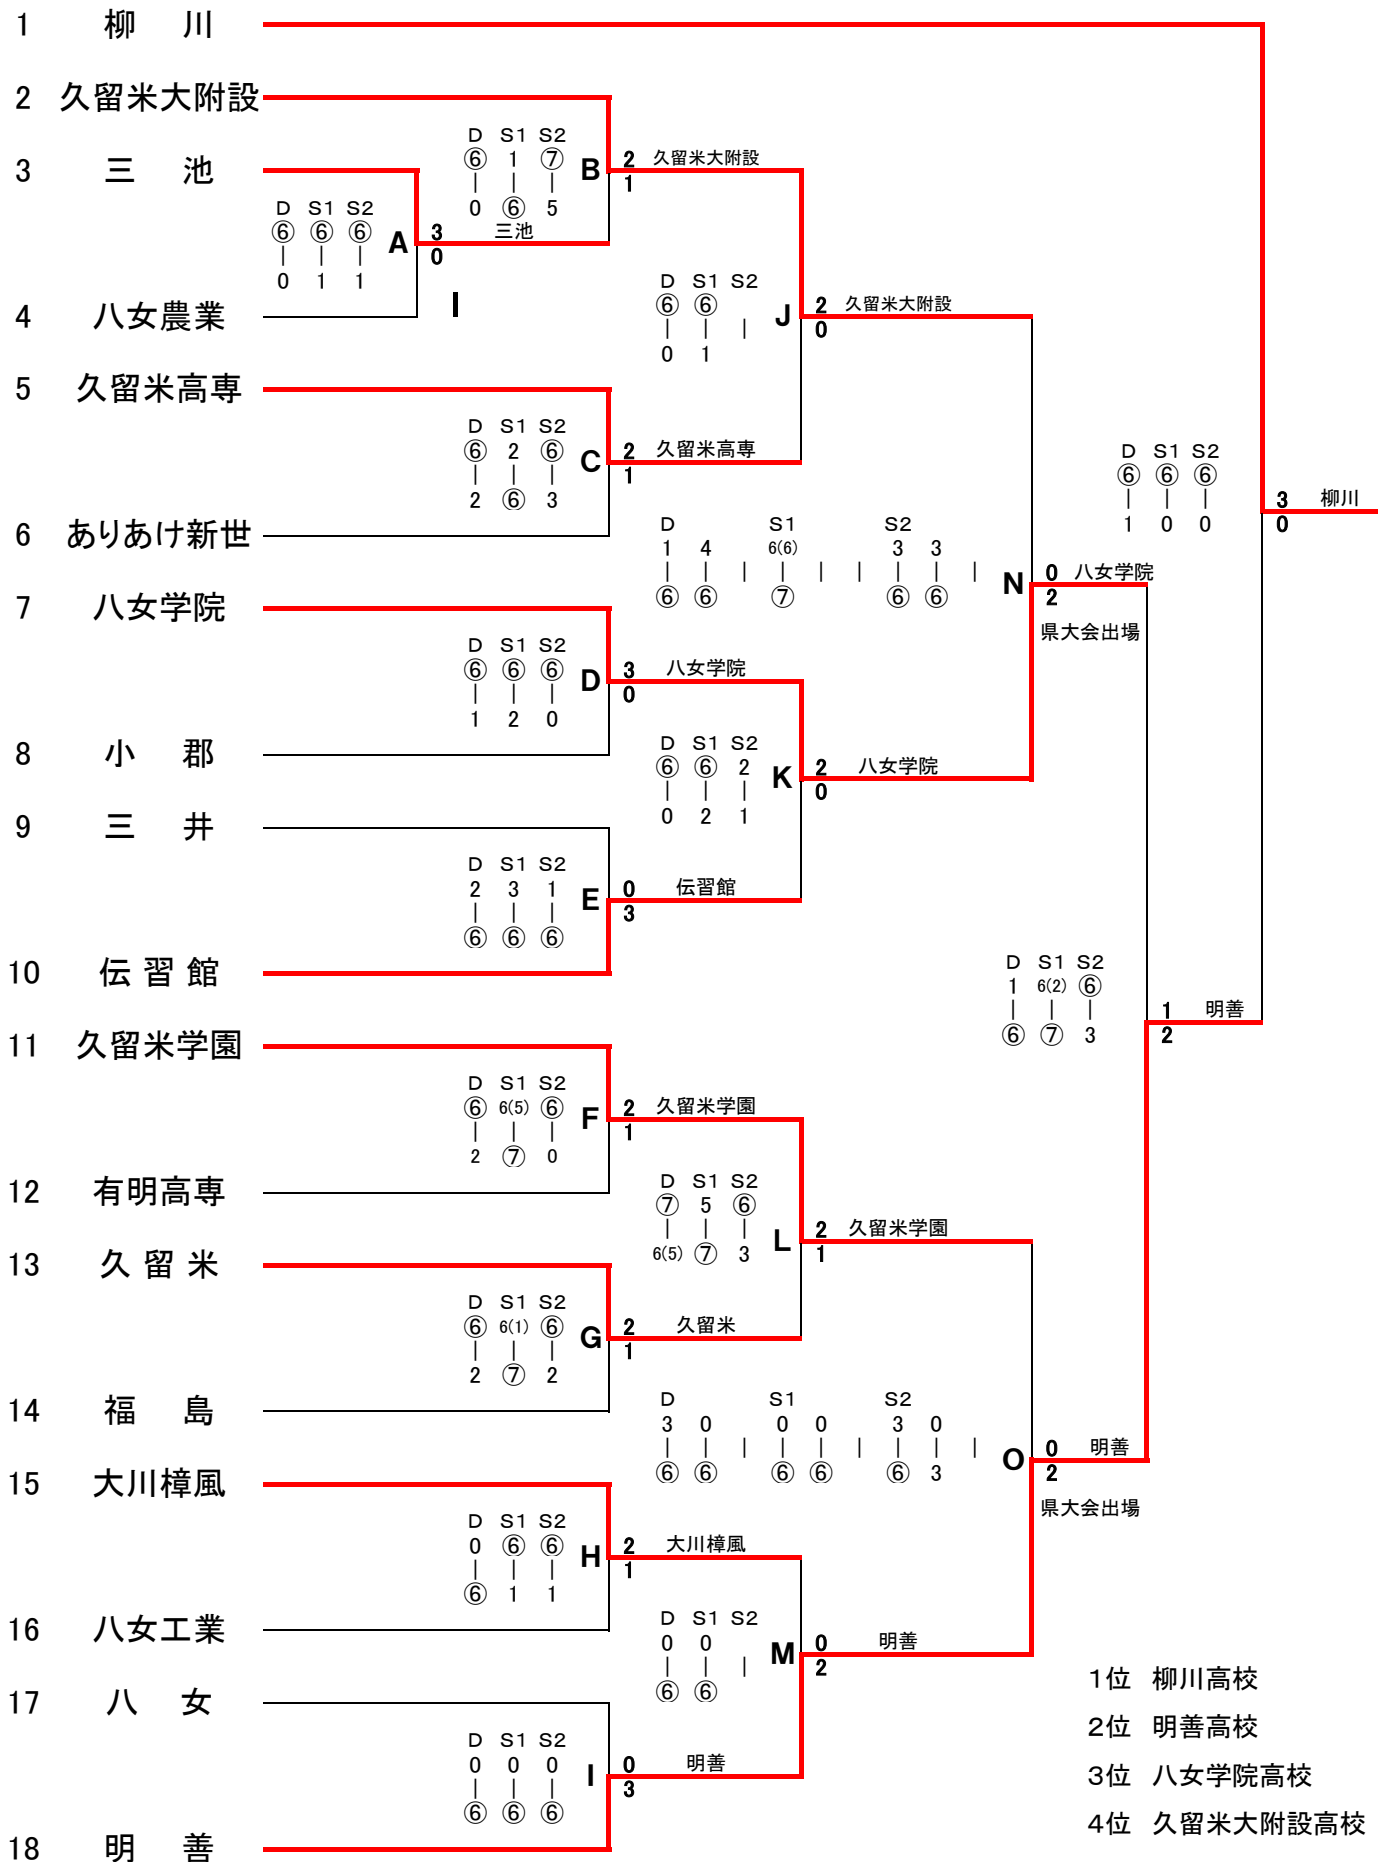 1 柳 川
2 久留米大附設
D S1 S2
⑥ 1 ⑦
0 ⑥ 5
B
2 久留米大附設
1
3 三 池
D S1 S2
⑥ ⑥ ⑥
0 1 1
A
3 三池
0
4 八女農業
I
D S1 S2
⑥ ⑥
0 1
J
2 久留米大附設
0
5 久留米高専
D S1 S2
⑥ 2 ⑥
2 ⑥ 3
C
2 久留米高専
1
D S1 S2
⑥ ⑥ ⑥
1 0 0
3 柳川
0
6 ありあけ新世
D S1 S2
1 4 6(6) 3 3
⑥ ⑥ ⑦ ⑥ ⑥
N
0 八女学院
2
県大会出場
7 八女学院
D S1 S2
⑥ ⑥ ⑥
1 2 0
D
3 八女学院
0
8 小 郡
D S1 S2
⑥ ⑥ 2
0 2 1
K
2 八女学院
0
9 三 井
D S1 S2
2 3 1
⑥ ⑥ ⑥
E
0 伝習館
3
10 伝 習 館
D S1 S2
1 6(2) ⑥
⑥ ⑦ 3
1 明善
2
11 久留米学園
D S1 S2
⑥ 6(5) ⑥
2 ⑦ 0
F
2 久留米学園
1
12 有明高専
D S1 S2
⑦ 5 ⑥
6(5) ⑦ 3
L
2 久留米学園
1
13 久 留 米
D S1 S2
⑥ 6(1) ⑥
2 ⑦ 2
G
2 久留米
1
14 福 島
D S1 S2
3 0 0 0 3 0
⑥ ⑥ ⑥ ⑥ ⑥ 3
O
0 明善
2
県大会出場
15 大川樟風
D S1 S2
0 ⑥ ⑥
⑥ 1 1
H
2 大川樟風
1
16 八女工業
D S1 S2
0 0
⑥ ⑥
M
0 明善
2
17 八 女
D S1 S2
0 0 0
⑥ ⑥ ⑥
I
0 明善
3
18 明 善
1位 柳川高校
2位 明善高校
3位 八女学院高校
4位 久留米大附設高校